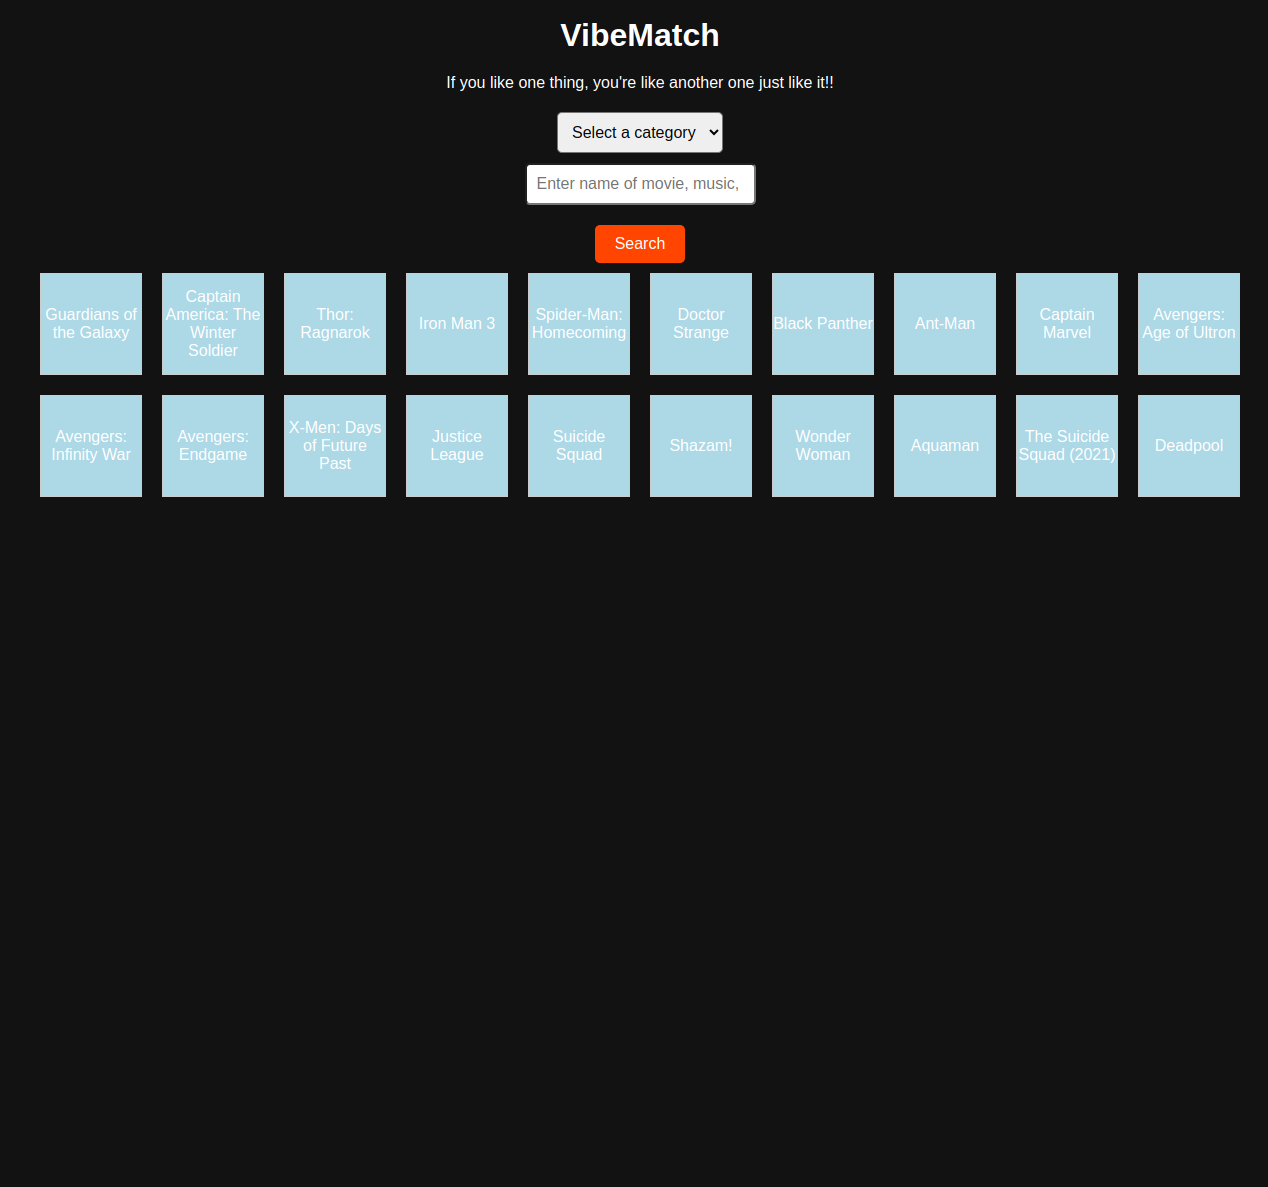 VibeMatch
If you like one thing, you're like another one just like it!!
Select a category
Enter name of movie, music,
Search
Guardians of
the Galaxy
Captain
America: The
Winter
Soldier
Thor:
Ragnarok
Iron Man 3
Spider-Man:
Homecoming
Doctor
Strange
Black Panther
Ant-Man
Captain
Marvel
Avengers:
Age of Ultron
Avengers:
Infinity War
Avengers:
Endgame
X-Men: Days
of Future
Past
Justice
League
Suicide
Squad
Shazam!
Wonder
Woman
Aquaman
The Suicide
Squad (2021)
Deadpool